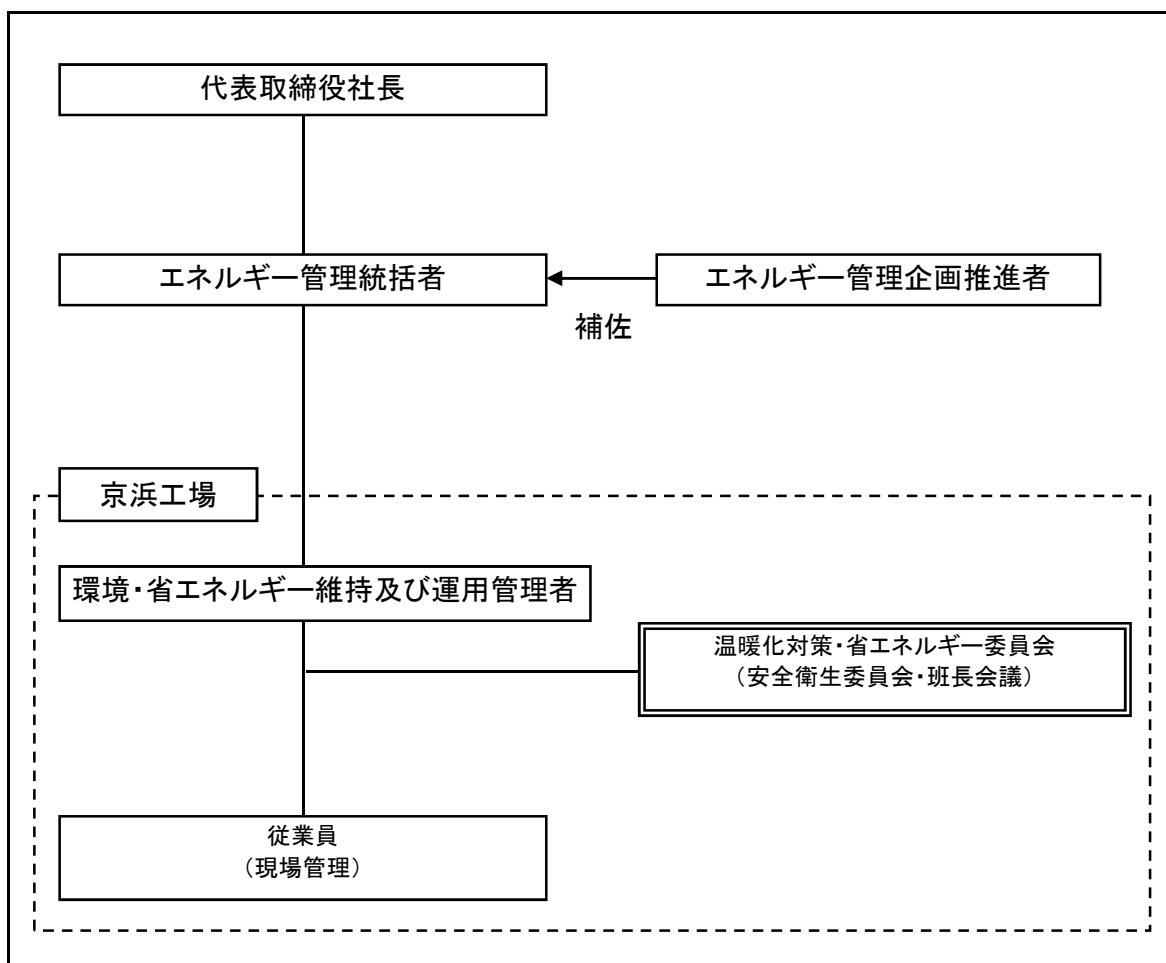 代表取締役社長
エネルギー管理統括者
エネルギー管理企画推進者
補佐
京浜工場
環境・省エネルギー維持及び運用管理者
温暖化対策・省エネルギー委員会
（安全衛生委員会・班長会議）
従業員
（現場管理）